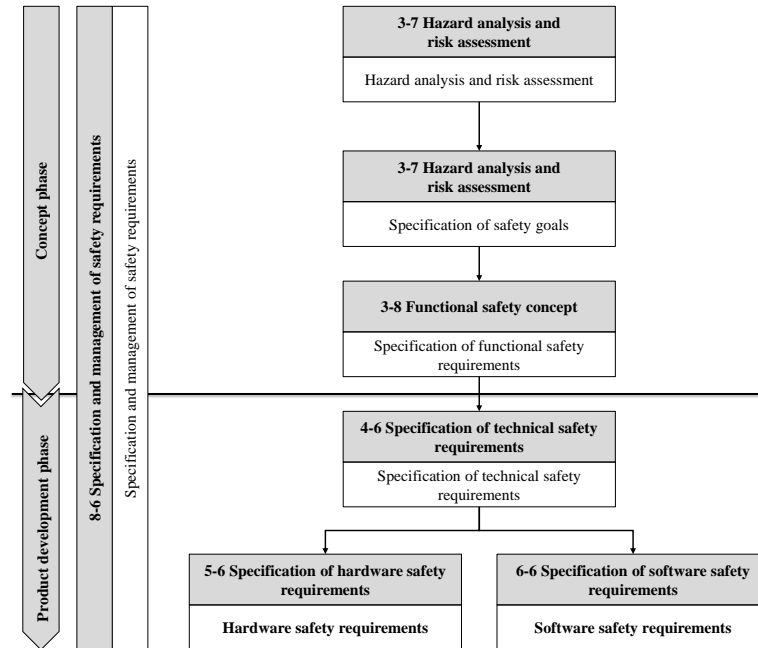 3-7 Hazard analysis and
risk assessment
Hazard analysis and risk assessment
3-7 Hazard analysis and
risk assessment
Specification of safety goals
3-8 Functional safety concept
Specification of functional safety
requirements
4-6 Specification of technical safety
requirements
Specification of technical safety
requirements
5-6 Specification of hardware safety
requirements
Hardware safety requirements
6-6 Specification of software safety
requirements
Software safety requirements
Concept phase
Product development phase
8-6 Specification and management of safety requirements
Specification and management of safety requirements